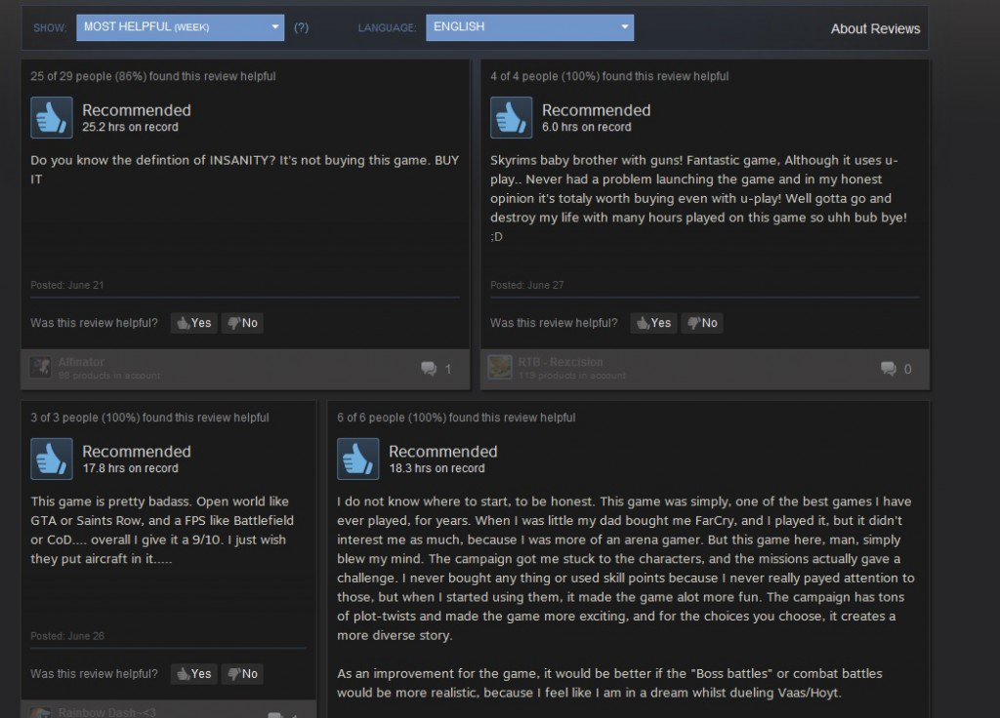 SHOW:
MOST HELPFUL (WEEK)
(?)
LANGUAGE:
ENGLISH
About Reviews
25 of 29 people (86%) found this review helpful
Recommended
25.2 hrs on record
Do you know the defintion of INSANITY? It's not buying this game. BUY
IT
Posted: June 21
Was this review helpful?
Yes
No
Affinator
98 products in account
1
4 of 4 people (100%) found this review helpful
Recommended
6.0 hrs on record
Skyrims baby brother with guns! Fantastic game, Although it uses u-
play.. Never had a problem launching the game and in my honest
opinion it's totaly worth buying even with u-play! Well gotta go and
destroy my life with many hours played on this game so uhh bub bye!
;D
Posted: June 27
Was this review helpful?
Yes
No
RTB - Rexcision
119 products in account
0
3 of 3 people (100%) found this review helpful
Recommended
17.8 hrs on record
This game is pretty badass. Open world like
GTA or Saints Row, and a FPS like Battlefield
or CoD.... overall I give it a 9/10. I just wish
they put aircraft in it.....
Posted: June 26
Was this review helpful?
Yes
No
Rainbow Dash~<3
1
6 of 6 people (100%) found this review helpful
Recommended
18.3 hrs on record
I do not know where to start, to be honest. This game was simply, one of the best games I have
ever played, for years. When I was little my dad bought me FarCry, and I played it, but it didn't
interest me as much, because I was more of an arena gamer. But this game here, man, simply
blew my mind. The campaign got me stuck to the characters, and the missions actually gave a
challenge. I never bought any thing or used skill points because I never really payed attention to
those, but when I started using them, it made the game alot more fun. The campaign has tons
of plot-twists and made the game more exciting, and for the choices you choose, it creates a
more diverse story.
As an improvement for the game, it would be better if the "Boss battles" or combat battles
would be more realistic, because I feel like I am in a dream whilst dueling Vaas/Hoyt.